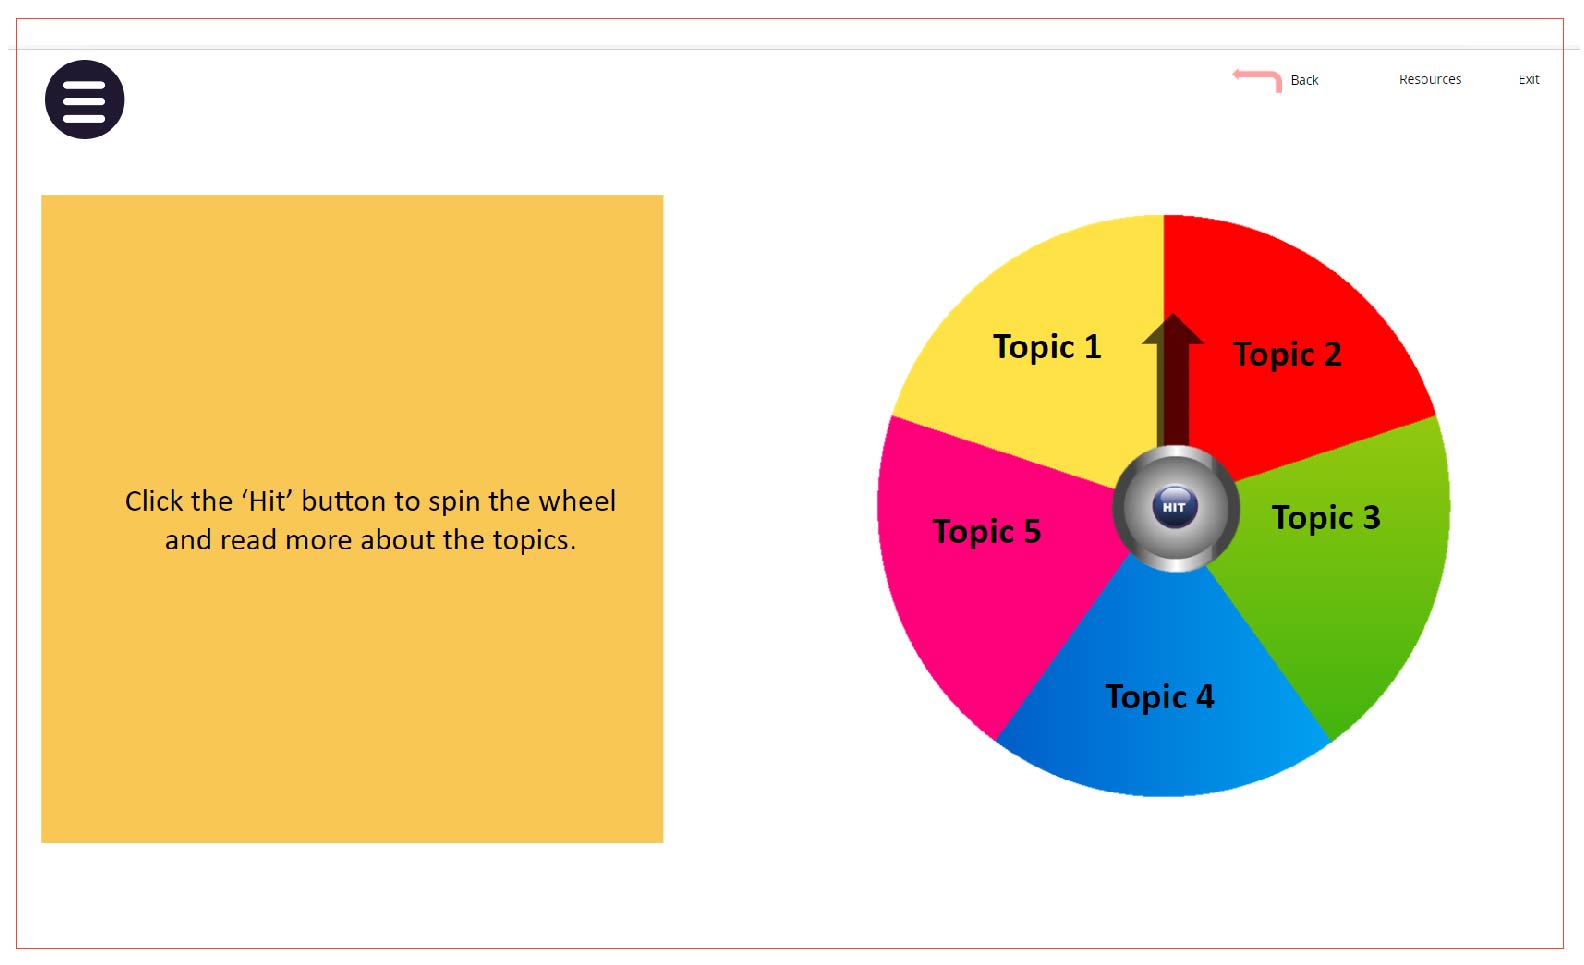 Back
Resources
Exit
Click the ‘Hit’ button to spin the wheel
and read more about the topics.
Topic 1
Topic 2
Topic 3
Topic 4
Topic 5
HIT